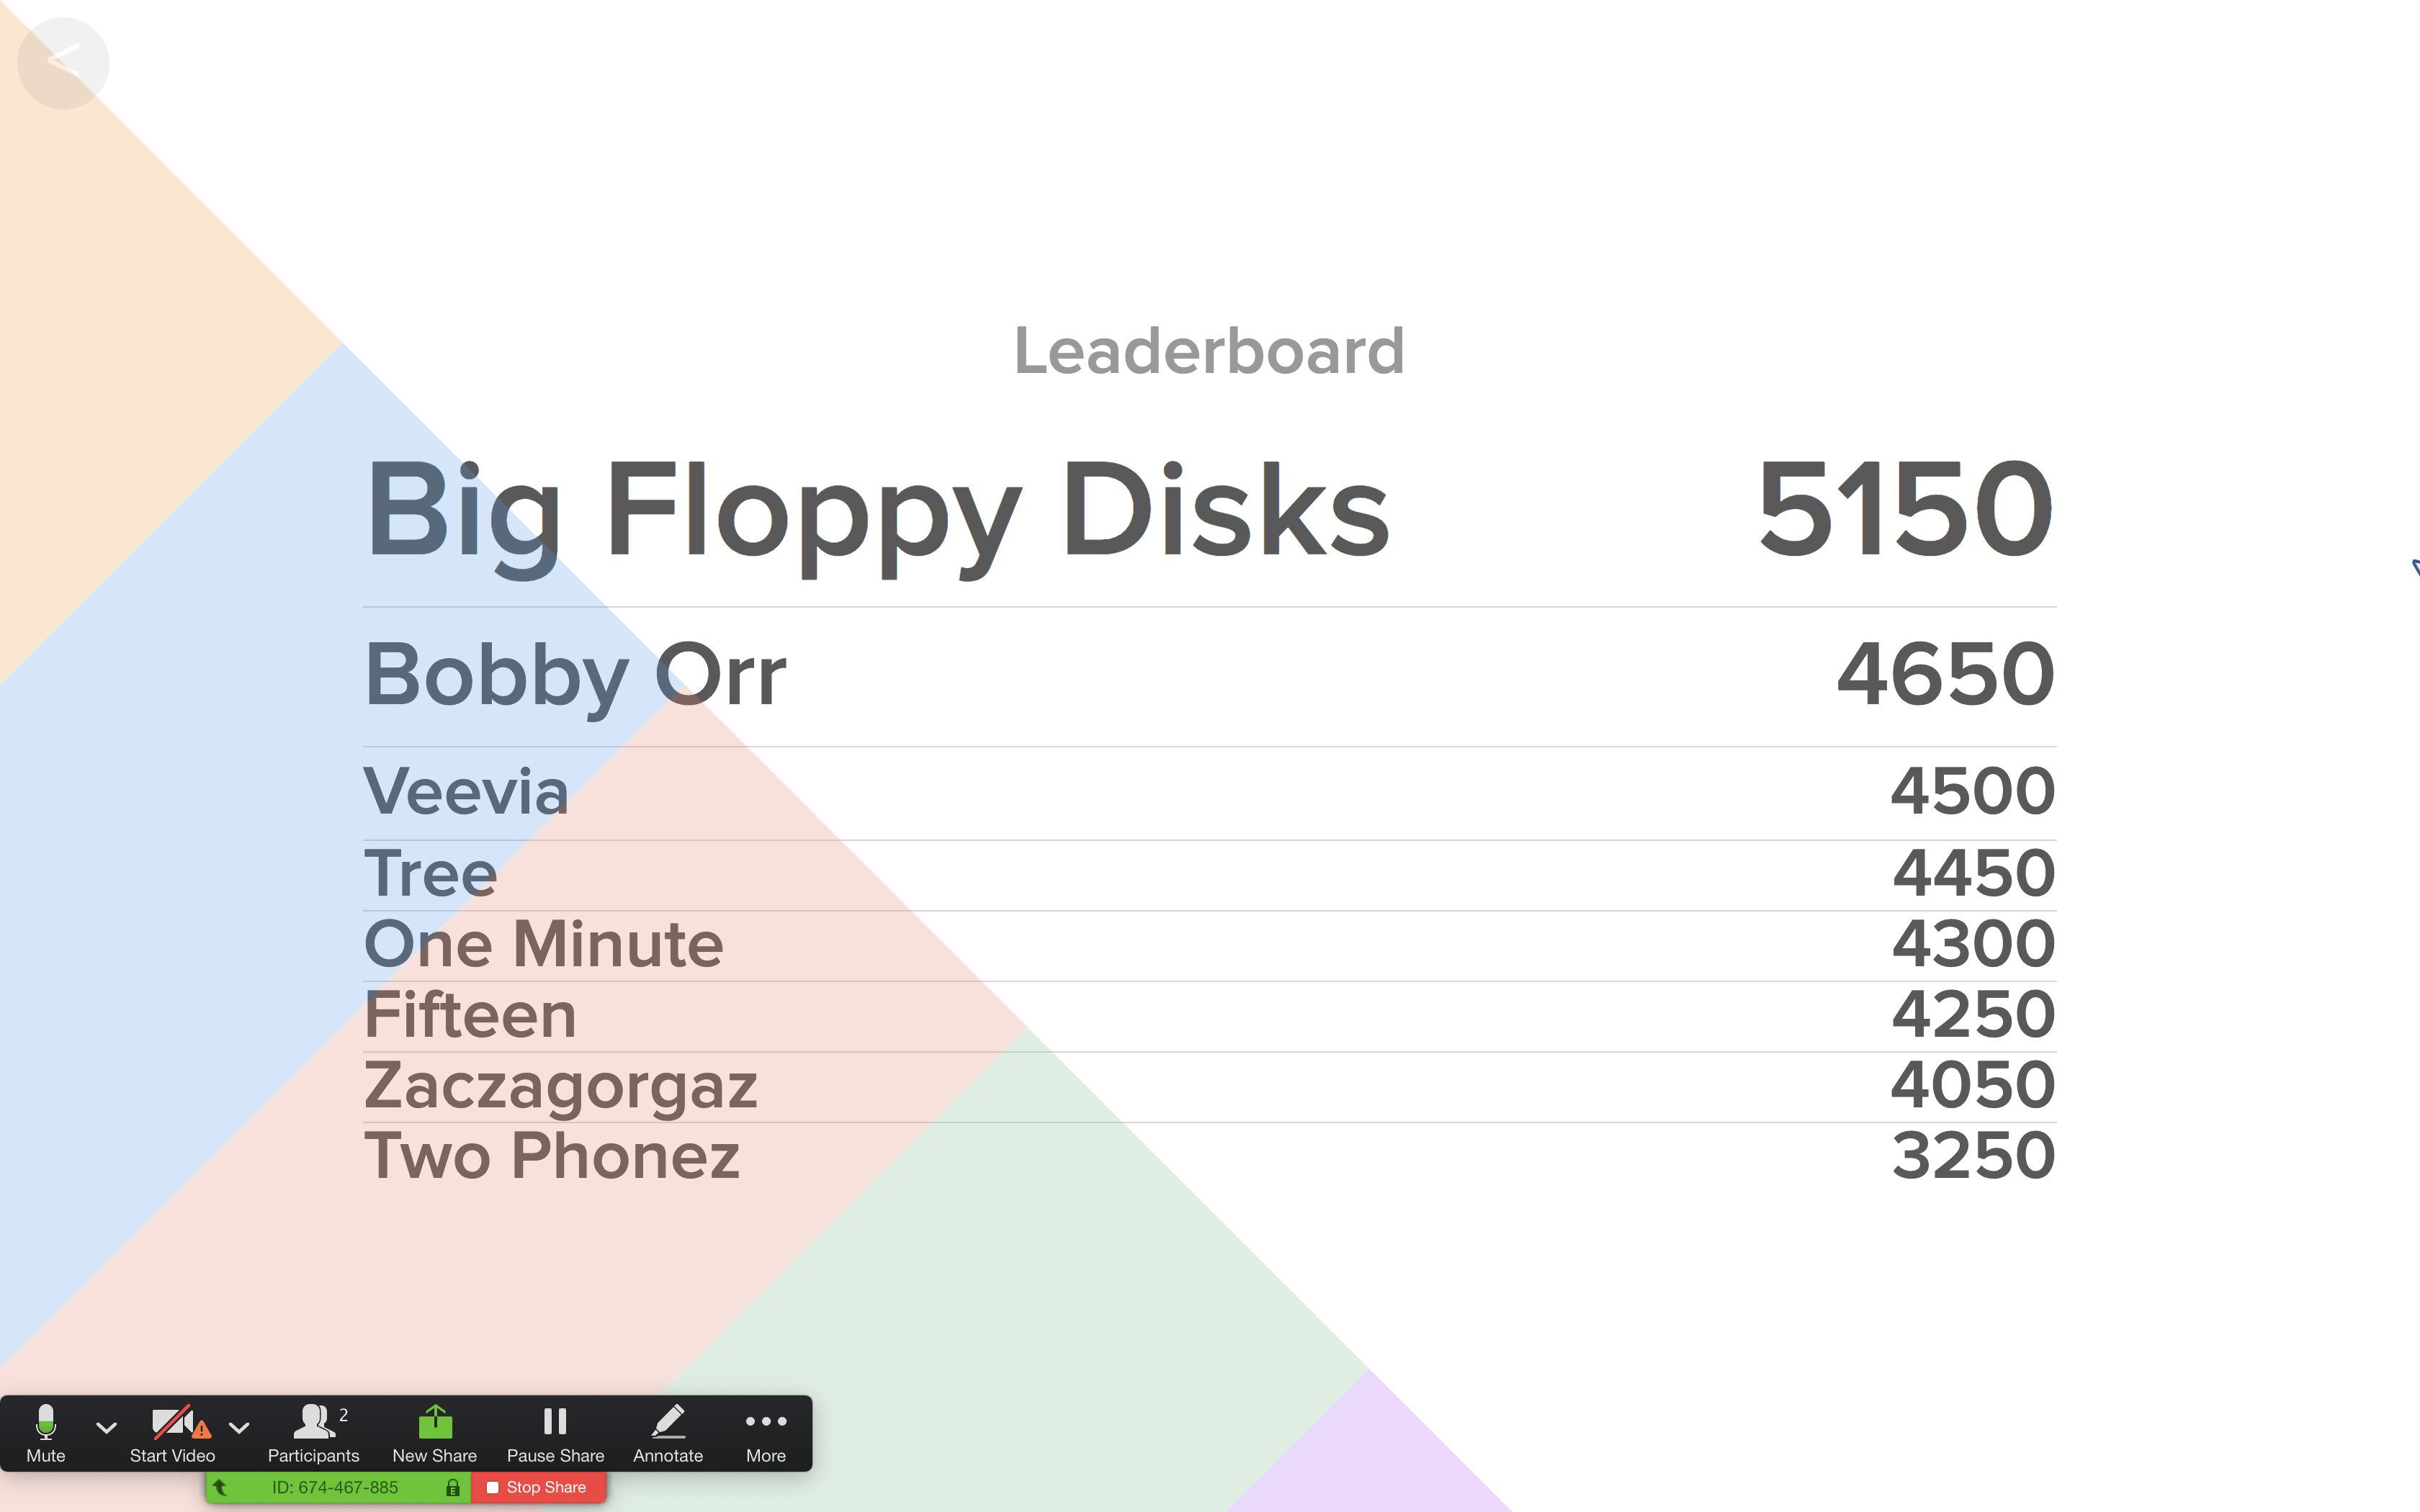 <
Leaderboard
Big Floppy Disks 5150
Bobby Orr 4650
Veevia 4500
Tree 4450
One Minute 4300
Fifteen 4250
Zaczagorgaz 4050
Two Phonez 3250
2
Mute Start Video Participants New Share Pause Share Annotate More
ID: 674-467-885 E Stop Share